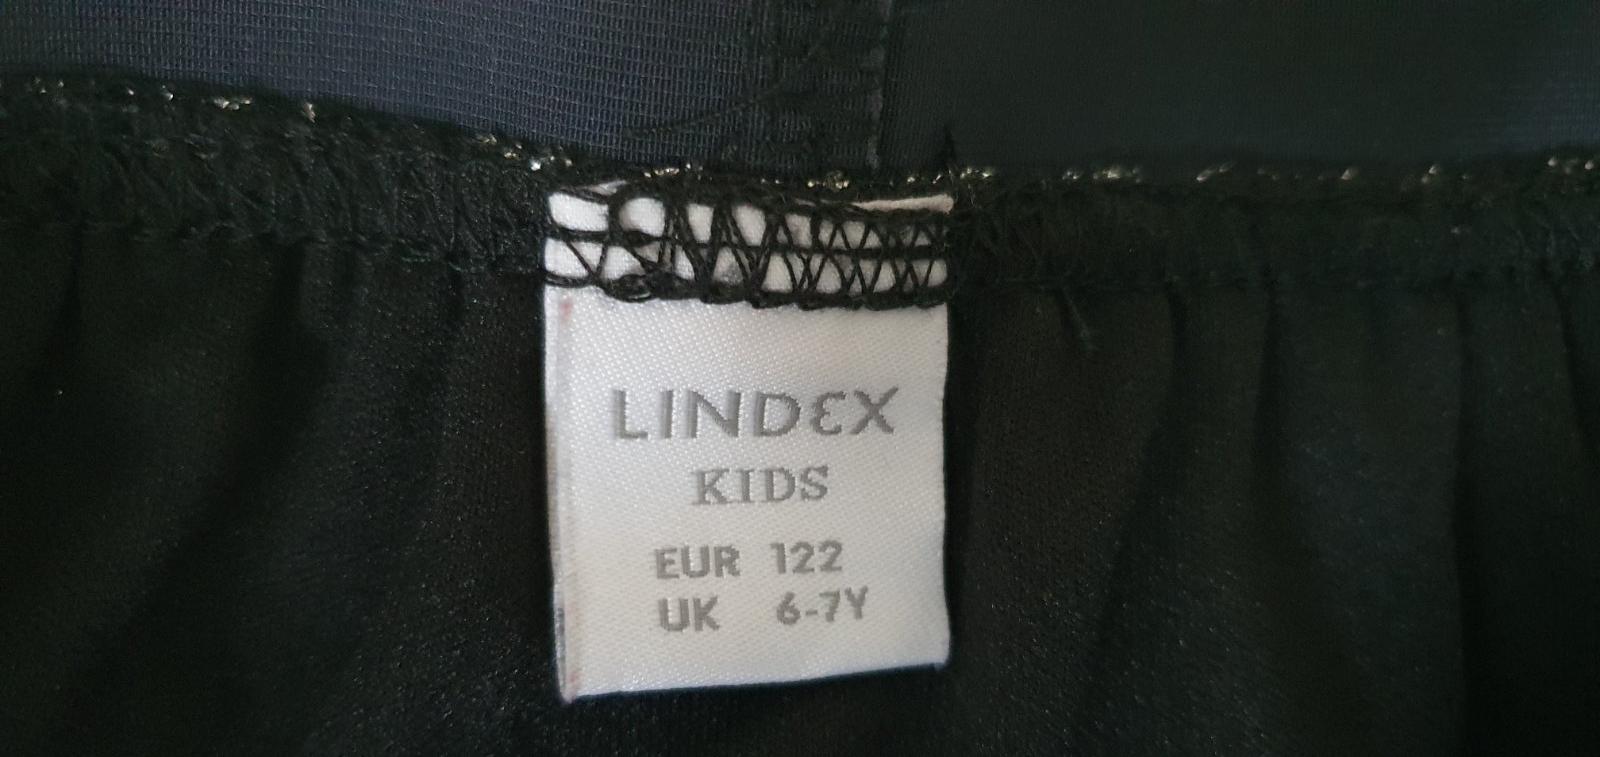 LINDEX
KIDS
EUR 122
UK 6-7Y